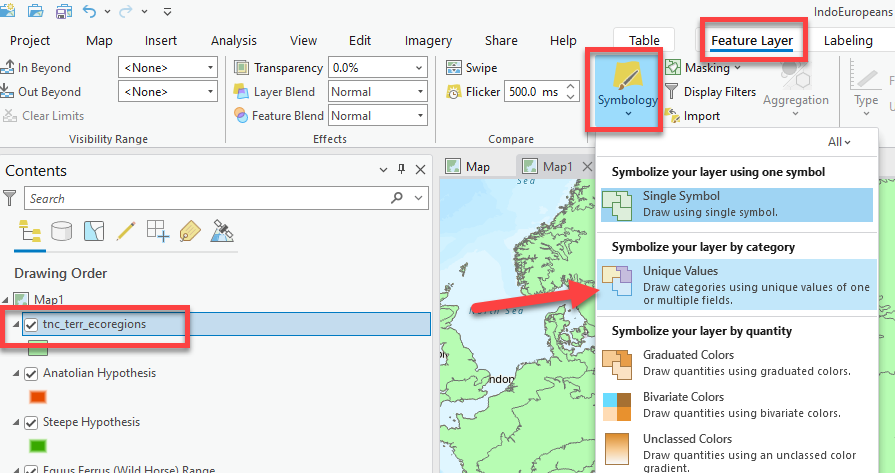 IndoEuropeans
Project Map Insert Analysis View Edit Imagery Share Help Table Feature Layer Labeling
In Beyond <None>
Out Beyond <None>
Clear Limits
Visibility Range
Transparency 0.0%
Layer Blend Normal
Feature Blend Normal
Effects
Swipe
Flicker 500.0 ms
Compare
Symbology
Masking
Display Filters
Import
Aggregation
Type
All
Contents
Search
Drawing Order
Map1
tnc_terr_ecoregions
Anatolian Hypothesis
Steepe Hypothesis
Equus Ferrus (Wild Horse) Range
Map Map1
Sea
North Sea
London
Symbolize your layer using one symbol
Single Symbol
Draw using single symbol.
Symbolize your layer by category
Unique Values
Draw categories using unique values of one
or multiple fields.
Symbolize your layer by quantity
Graduated Colors
Draw quantities using graduated colors.
Bivariate Colors
Draw quantities using bivariate colors.
Unclassed Colors
Draw quantities using an unclassed color
gradient.